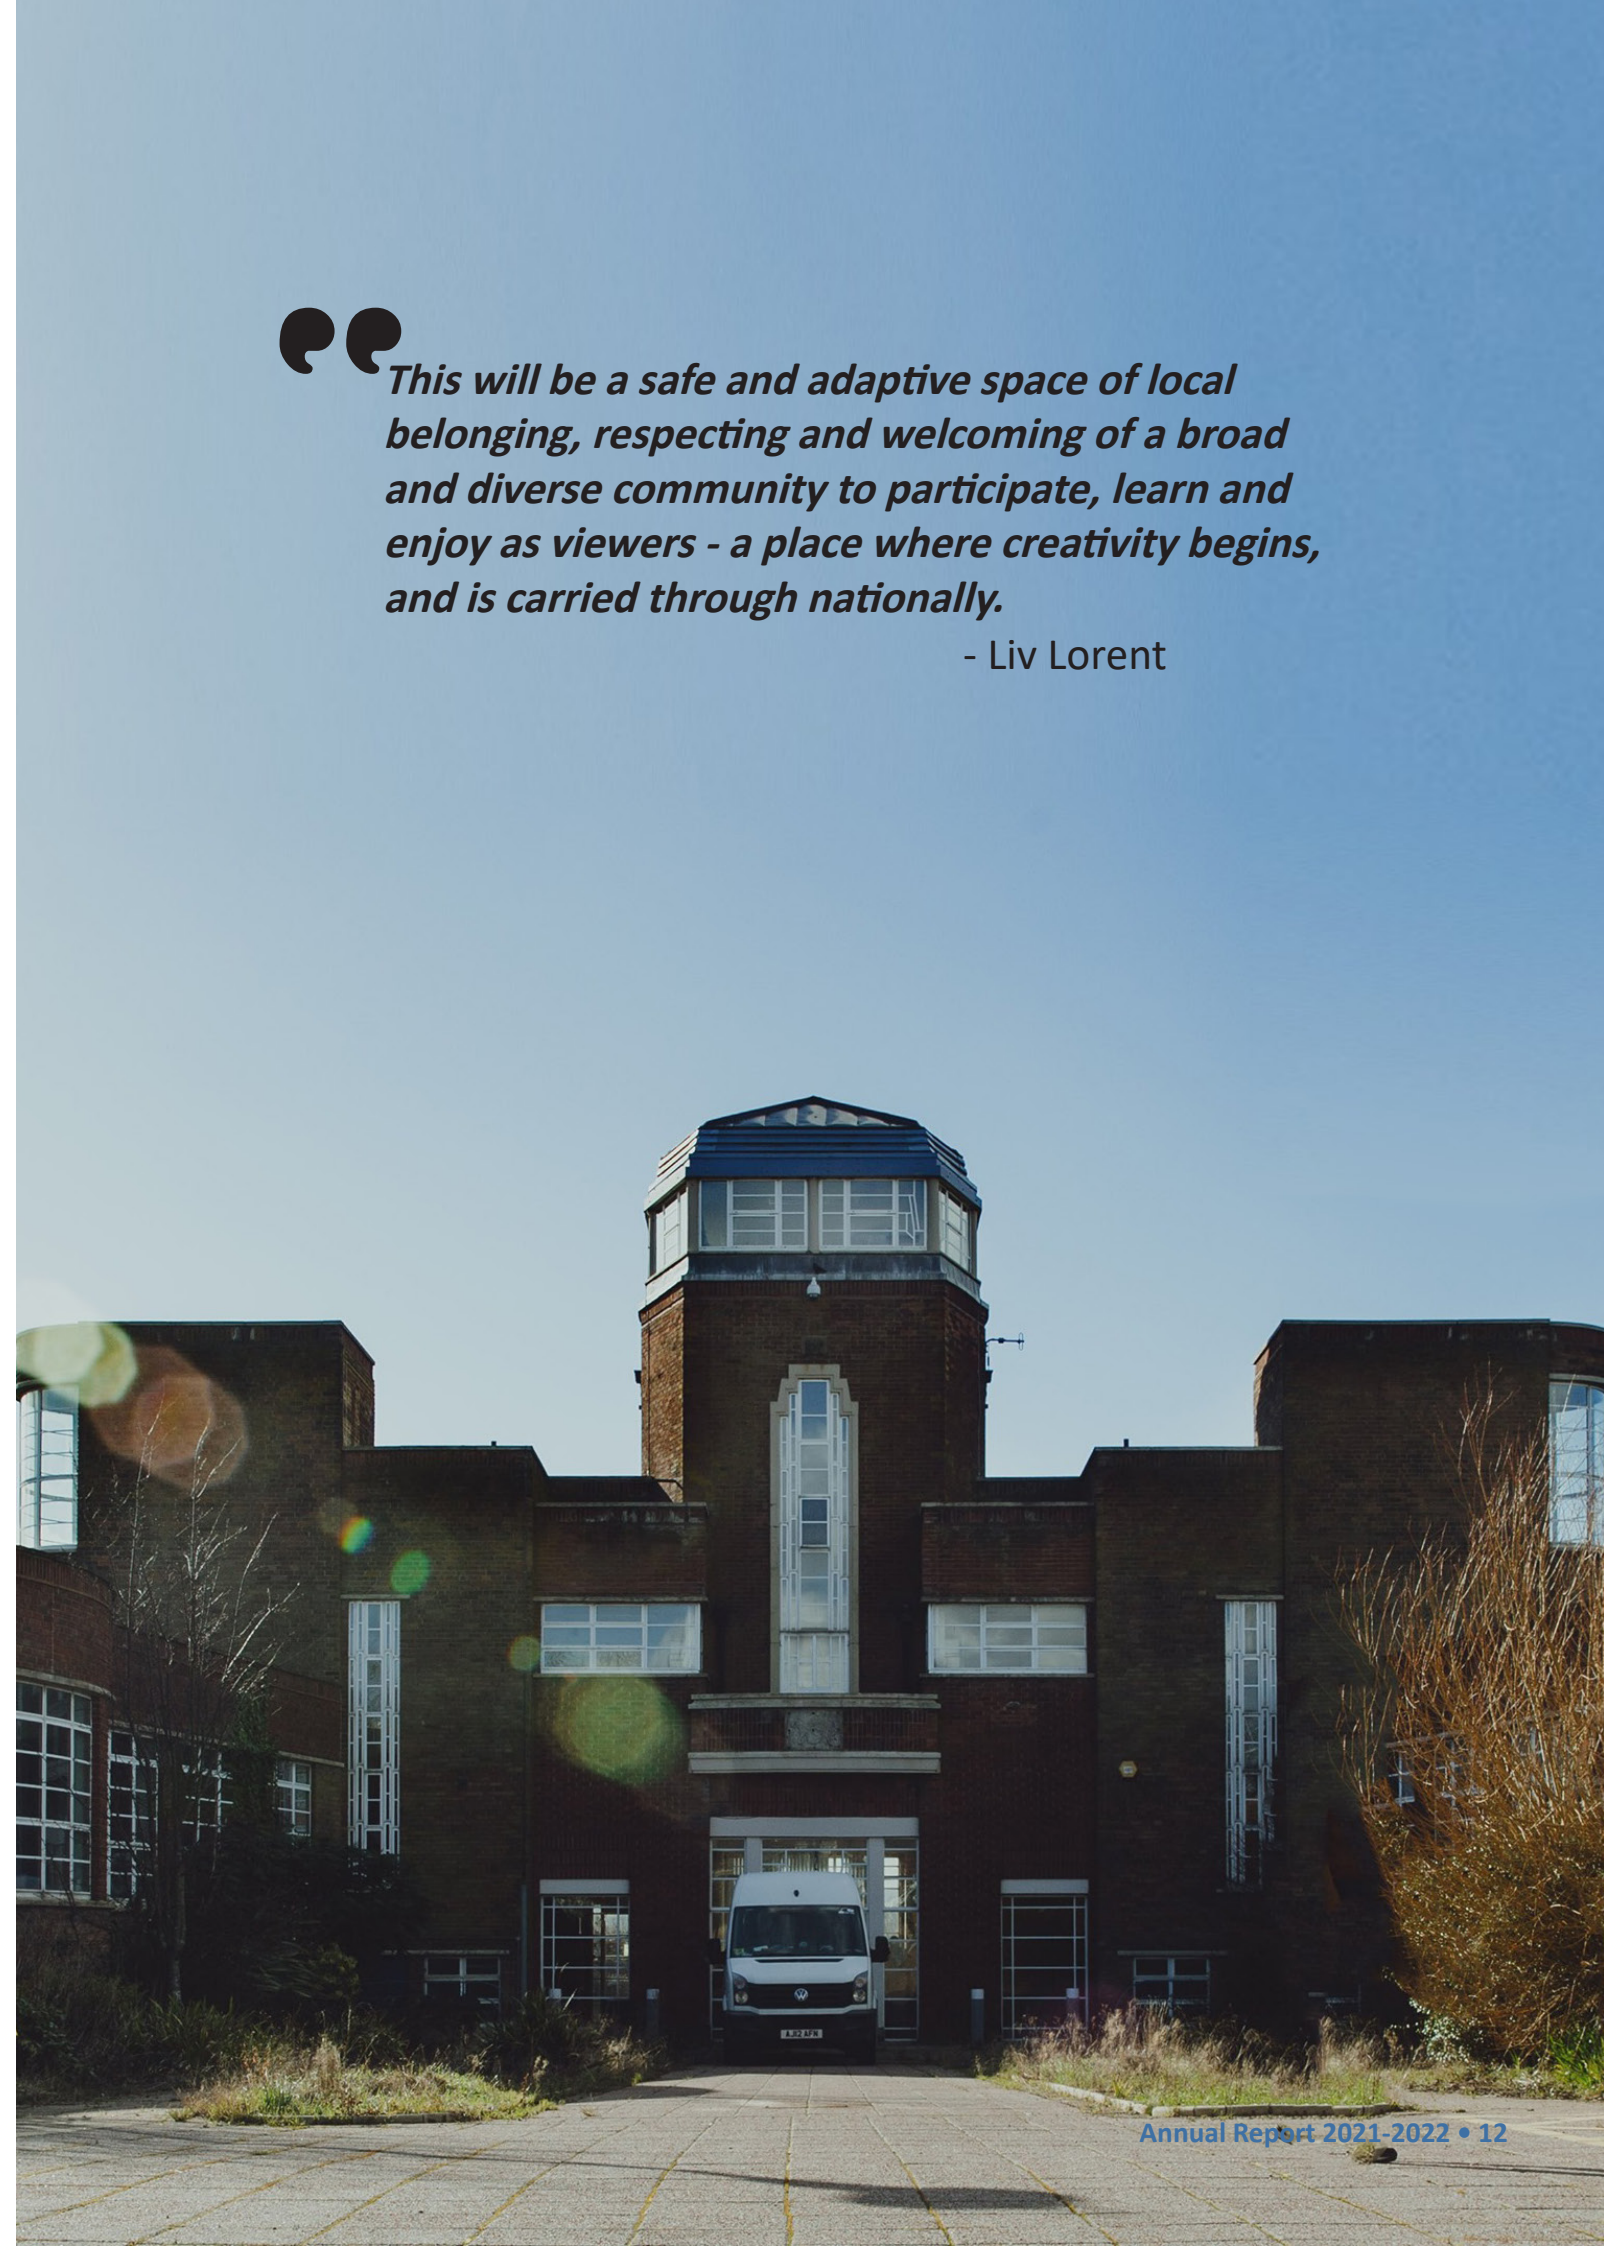 This will be a safe and adaptive space of local
belonging, respecting and welcoming of a broad
and diverse community to participate, learn and
enjoy as viewers - a place where creativity begins,
and is carried through nationally.
- Liv Lorent
AJ12 AFN
Annual Report 2021-2022 • 12